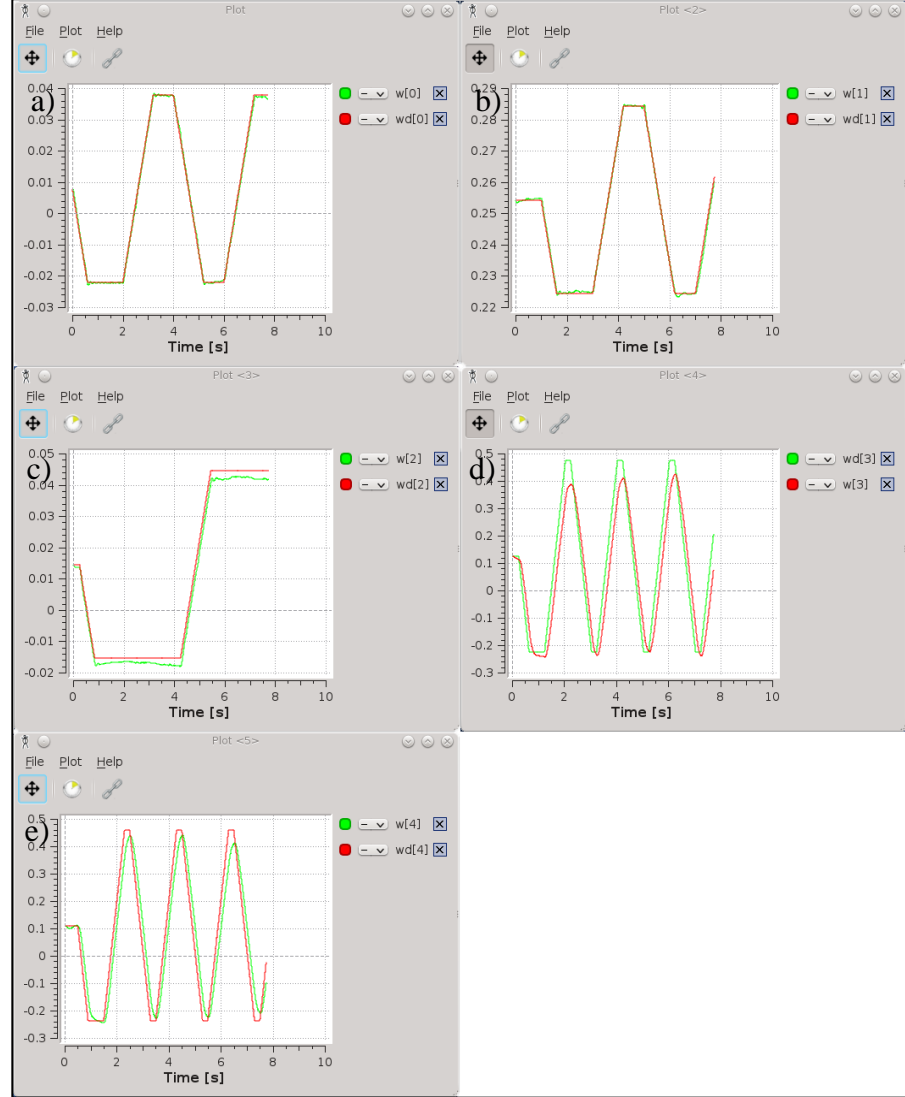 Plot
File Plot Help
a)
0.04
0.03
0.02
0.01
0
-0.01
-0.02
-0.03
0 2 4 6 8 10
Time [s]
w[0]
wd[0]
Plot <2>
File Plot Help
b)
0.29
0.28
0.27
0.26
0.25
0.24
0.23
0.22
0 2 4 6 8 10
Time [s]
w[1]
wd[1]
Plot <3>
File Plot Help
c)
0.05
0.04
0.03
0.02
0.01
0
-0.01
-0.02
0 2 4 6 8 10
Time [s]
w[2]
wd[2]
Plot <4>
File Plot Help
d)
0.5
0.4
0.3
0.2
0.1
0
-0.1
-0.2
-0.3
0 2 4 6 8 10
Time [s]
wd[3]
w[3]
Plot <5>
File Plot Help
e)
0.5
0.4
0.3
0.2
0.1
0
-0.1
-0.2
-0.3
0 2 4 6 8 10
Time [s]
w[4]
wd[4]